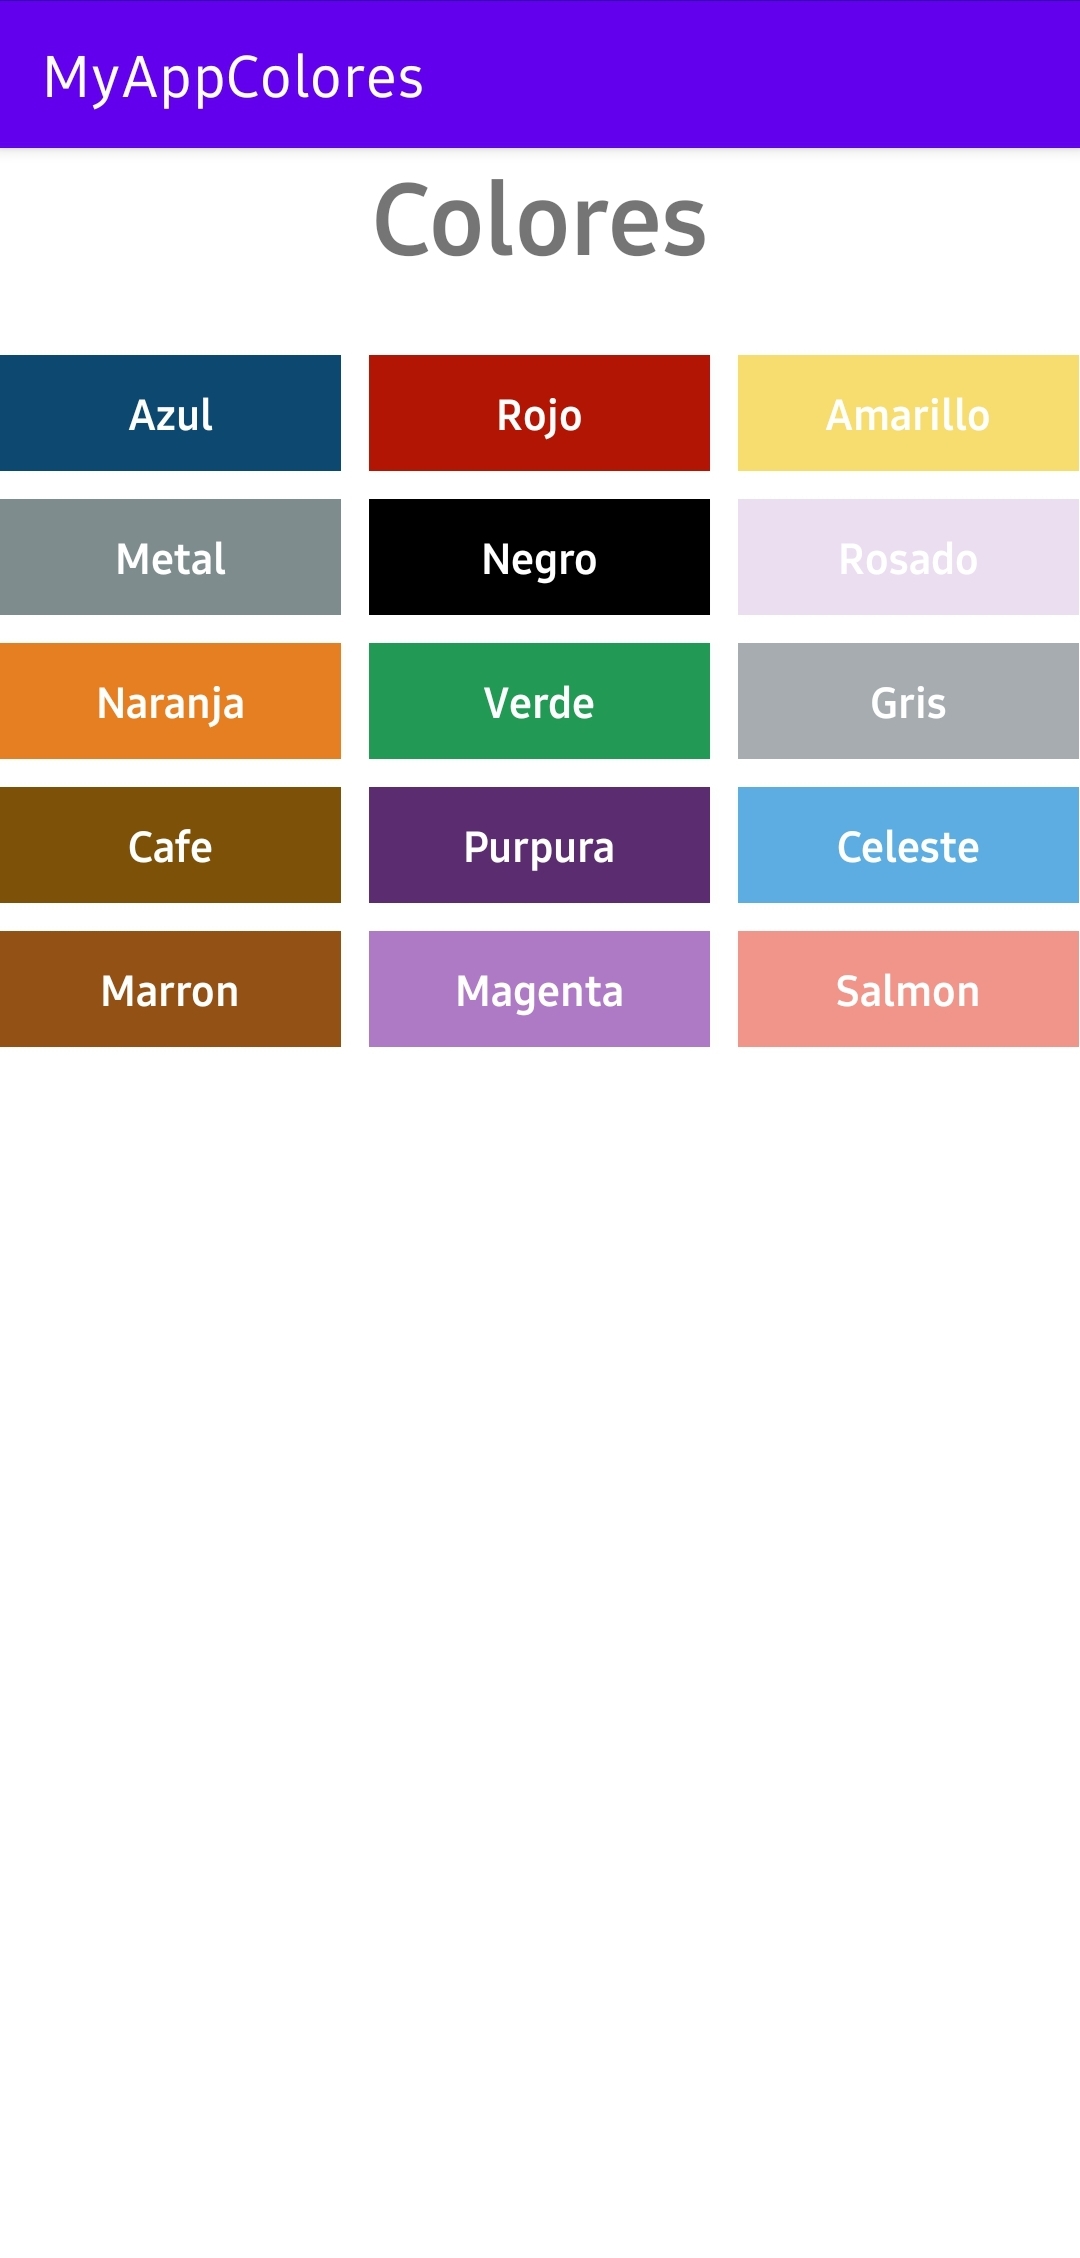 MyAppColores
Colores
Azul Rojo Amarillo
Metal Negro Rosado
Naranja Verde Gris
Cafe Purpura Celeste
Marron Magenta Salmon